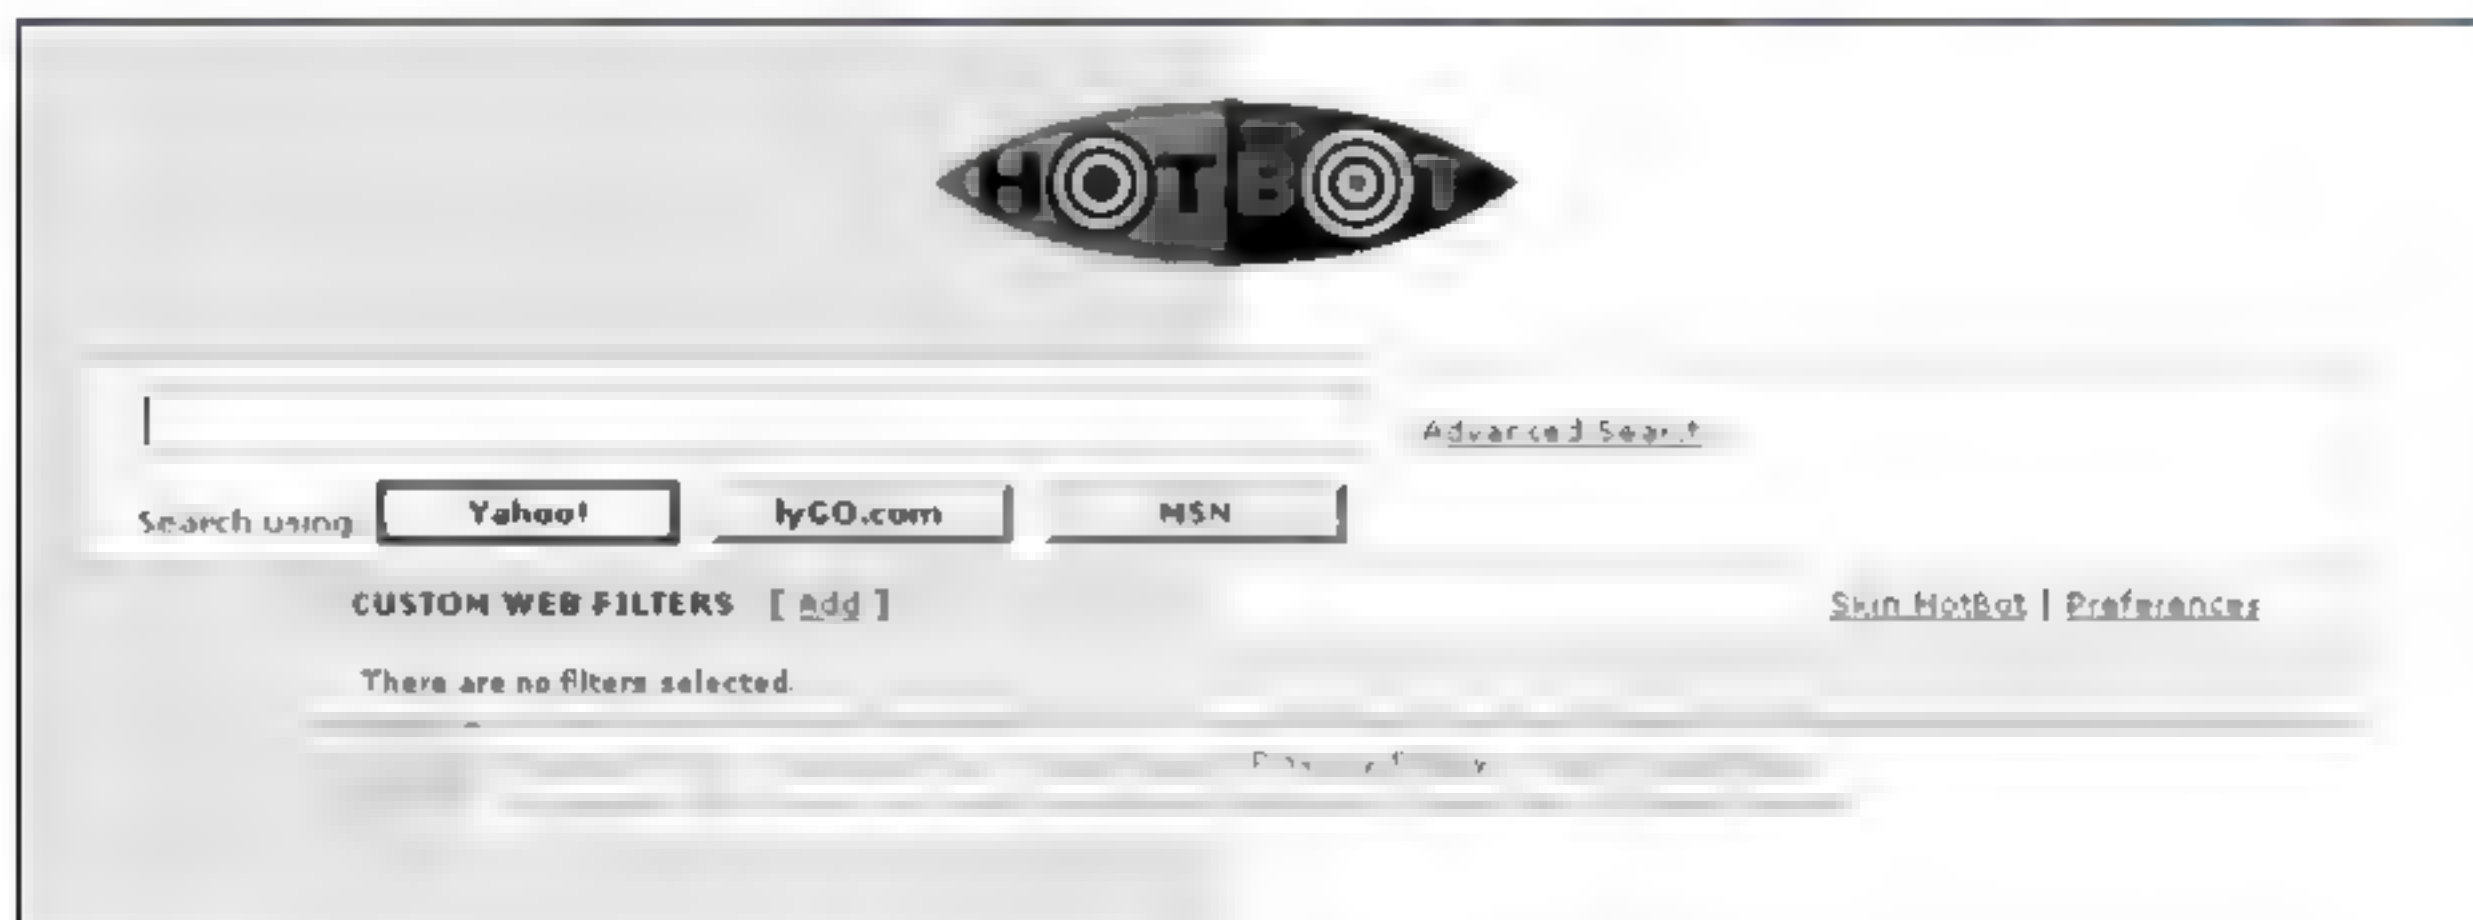 HOTBOT
Advanced Search
Search using Yahoo! lyGO.com MSN
CUSTOM WEB FILTERS [ Add ] Skin HotBot | Preferences
There are no filters selected.